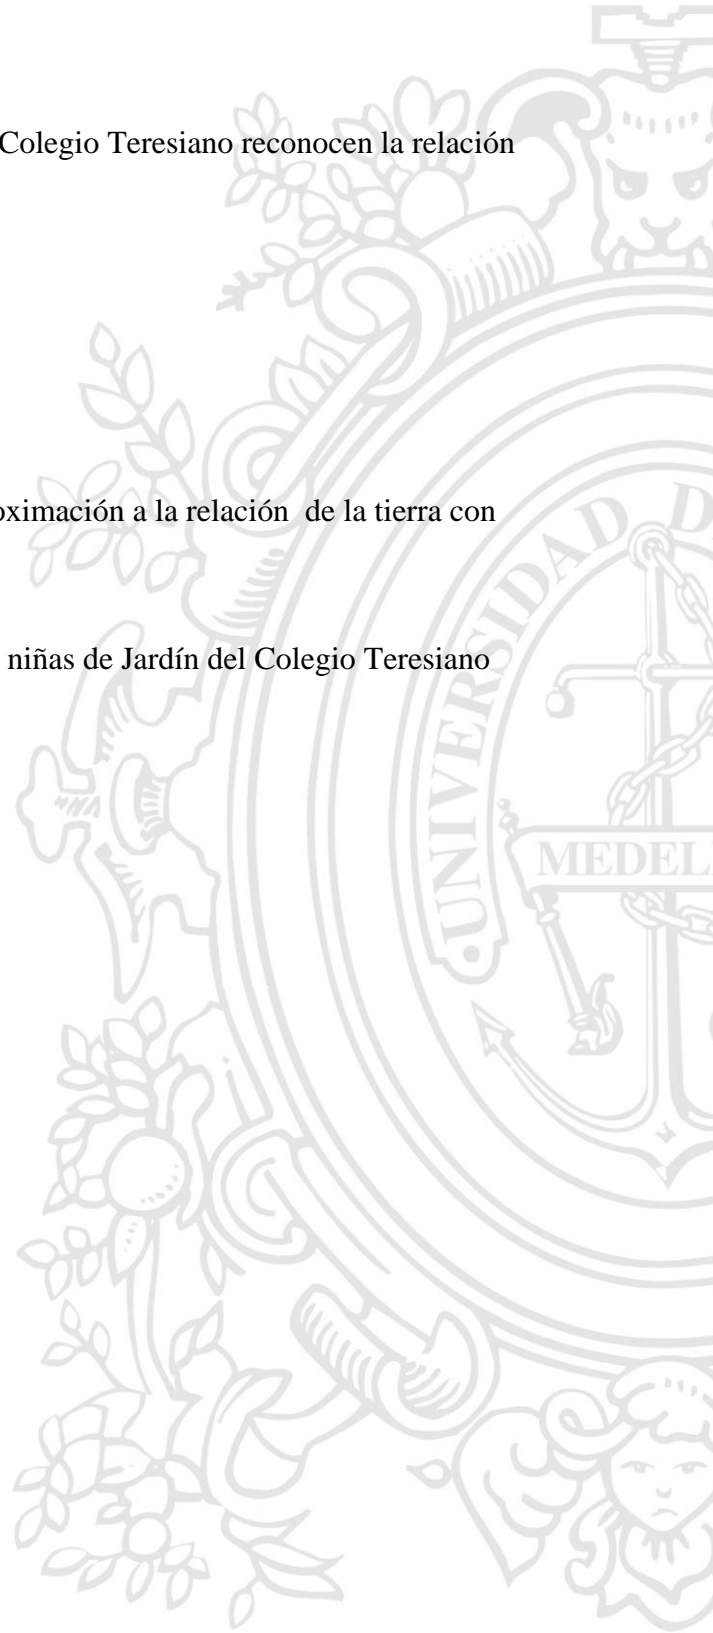 Colegio Teresiano reconocen la relación
oximación a la relación de la tierra con
niñas de Jardín del Colegio Teresiano
UNIVERSIDAD D
MEDEL